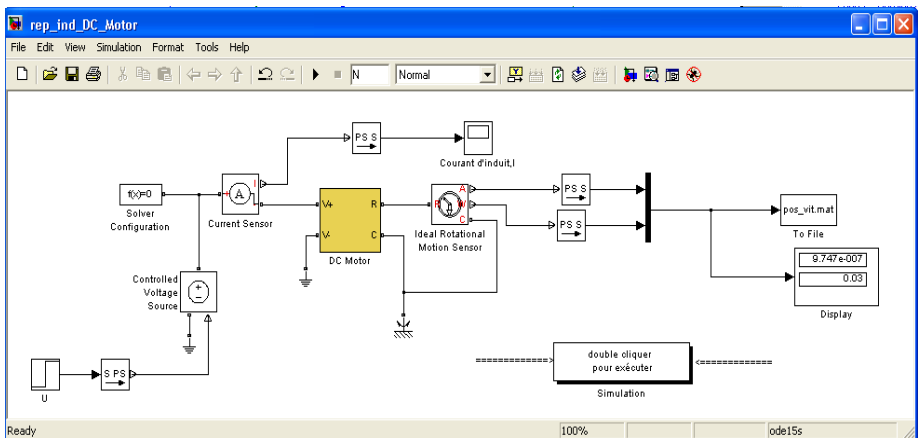 rep_ind_DC_Motor
File Edit View Simulation Format Tools Help
N Normal
PS S
Courant d'induit,I
f(x)=0
Solver
Configuration
A
I
Current Sensor
V+
V-
R
C
DC Motor
R
A
W
C
Ideal Rotational
Motion Sensor
PS S
PS S
pos_vit.mat
To File
9.747e-007
0.03
Display
Controlled
Voltage
Source
U
S PS
==========>
double cliquer
pour exécuter
<==========
Simulation
Ready 100% ode15s